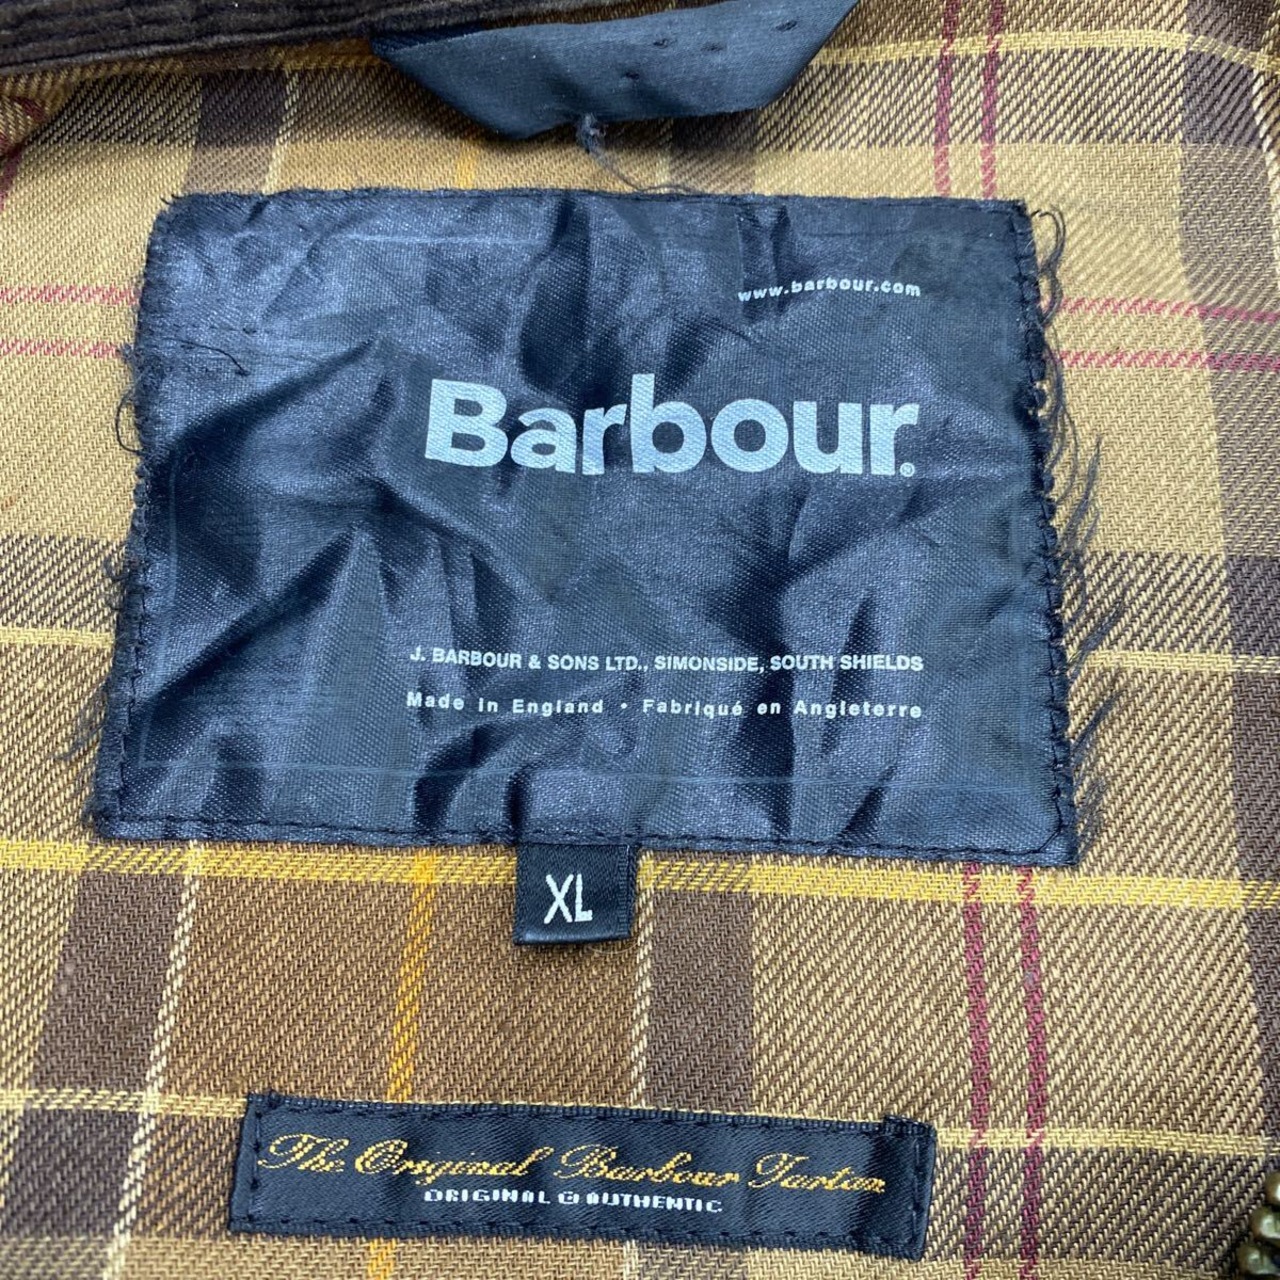 www.barbour.com
Barbour®
J. BARBOUR & SONS LTD., SIMONSIDE, SOUTH SHIELDS
Made in England • Fabriqué en Angleterre
XL
The Original Barbour Tartan
ORIGINAL & AUTHENTIC